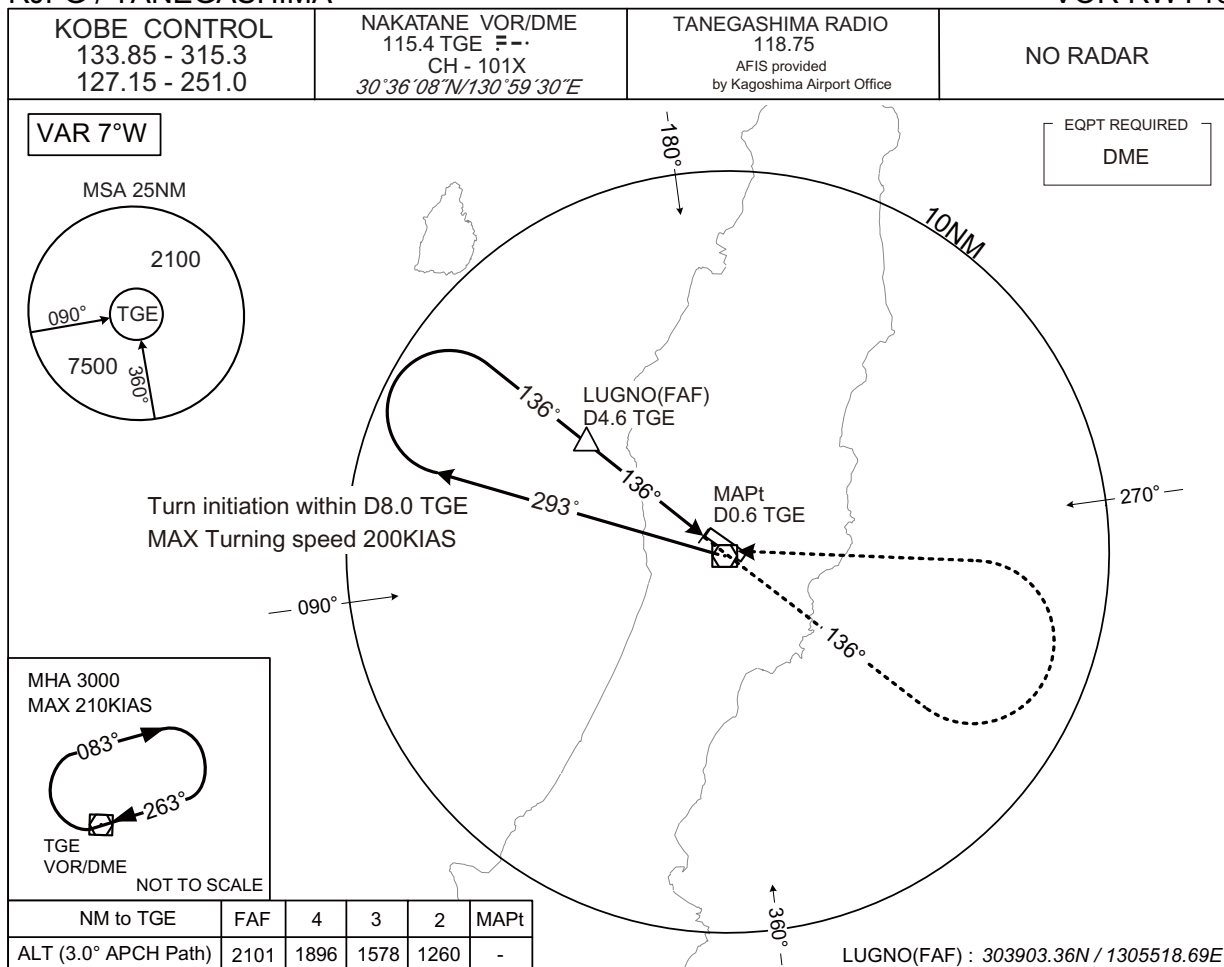 / TANEGASHIMA
VOR RWY
KOBE CONTROL
133.85 - 315.3
127.15 - 251.0
NAKATANE VOR/DME
115.4 TGE
CH - 101X
30°36´08˝N/130°59´30˝E
TANEGASHIMA RADIO
118.75
AFIS provided
by Kagoshima Airport Office
NO RADAR
VAR 7°W
EQPT REQUIRED
DME
MSA 25NM
2100
TGE
090°
7500
360°
180°
10NM
136°
LUGNO(FAF)
D4.6 TGE
136°
MAPt
D0.6 TGE
270°
293°
Turn initiation within D8.0 TGE
MAX Turning speed 200KIAS
090°
136°
MHA 3000
MAX 210KIAS
083°
263°
TGE
VOR/DME
NOT TO SCALE
360°
NM to TGE FAF 4 3 2 MAPt
ALT (3.0° APCH Path) 2101 1896 1578 1260 -
LUGNO(FAF) : 303903.36N / 1305518.69E